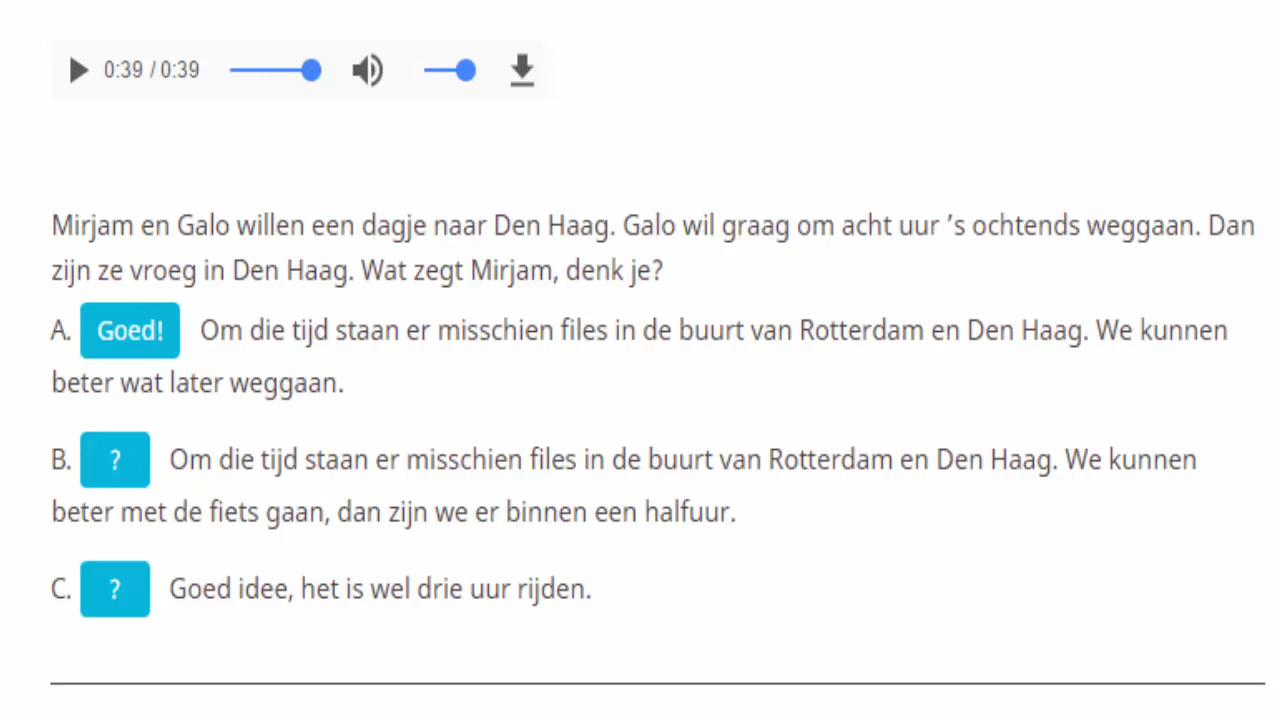 0:39 / 0:39
Mirjam en Galo willen een dagje naar Den Haag. Galo wil graag om acht uur ’s ochtends weggaan. Dan
zijn ze vroeg in Den Haag. Wat zegt Mirjam, denk je?
A. Goed! Om die tijd staan er misschien files in de buurt van Rotterdam en Den Haag. We kunnen
beter wat later weggaan.
B. ? Om die tijd staan er misschien files in de buurt van Rotterdam en Den Haag. We kunnen
beter met de fiets gaan, dan zijn we er binnen een halfuur.
C. ? Goed idee, het is wel drie uur rijden.